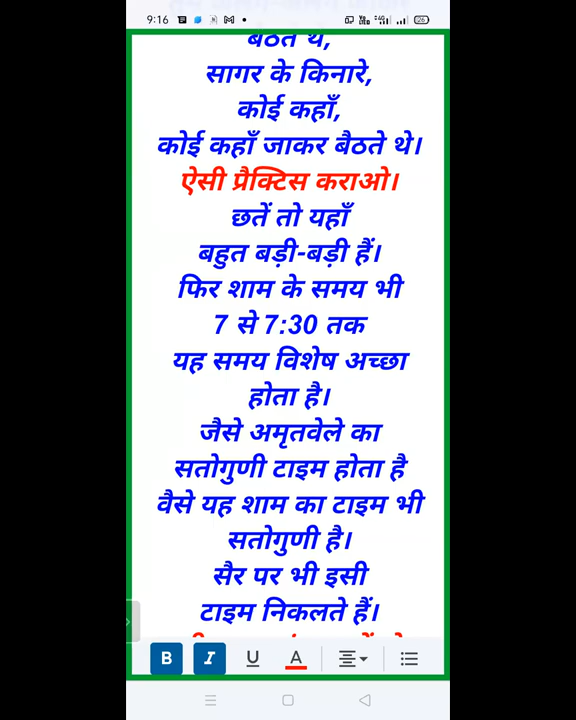 9:16
बैठते थे,
सागर के किनारे,
कोई कहाँ,
कोई कहाँ जाकर बैठते थे।
ऐसी प्रैक्टिस कराओ।
छतें तो यहाँ
बहुत बड़ी-बड़ी हैं।
फिर शाम के समय भी
7 से 7:30 तक
यह समय विशेष अच्छा
होता है।
जैसे अमृतवेले का
सतोगुणी टाइम होता है
वैसे यह शाम का टाइम भी
सतोगुणी है।
सैर पर भी इसी
टाइम निकलते हैं।
B I U A